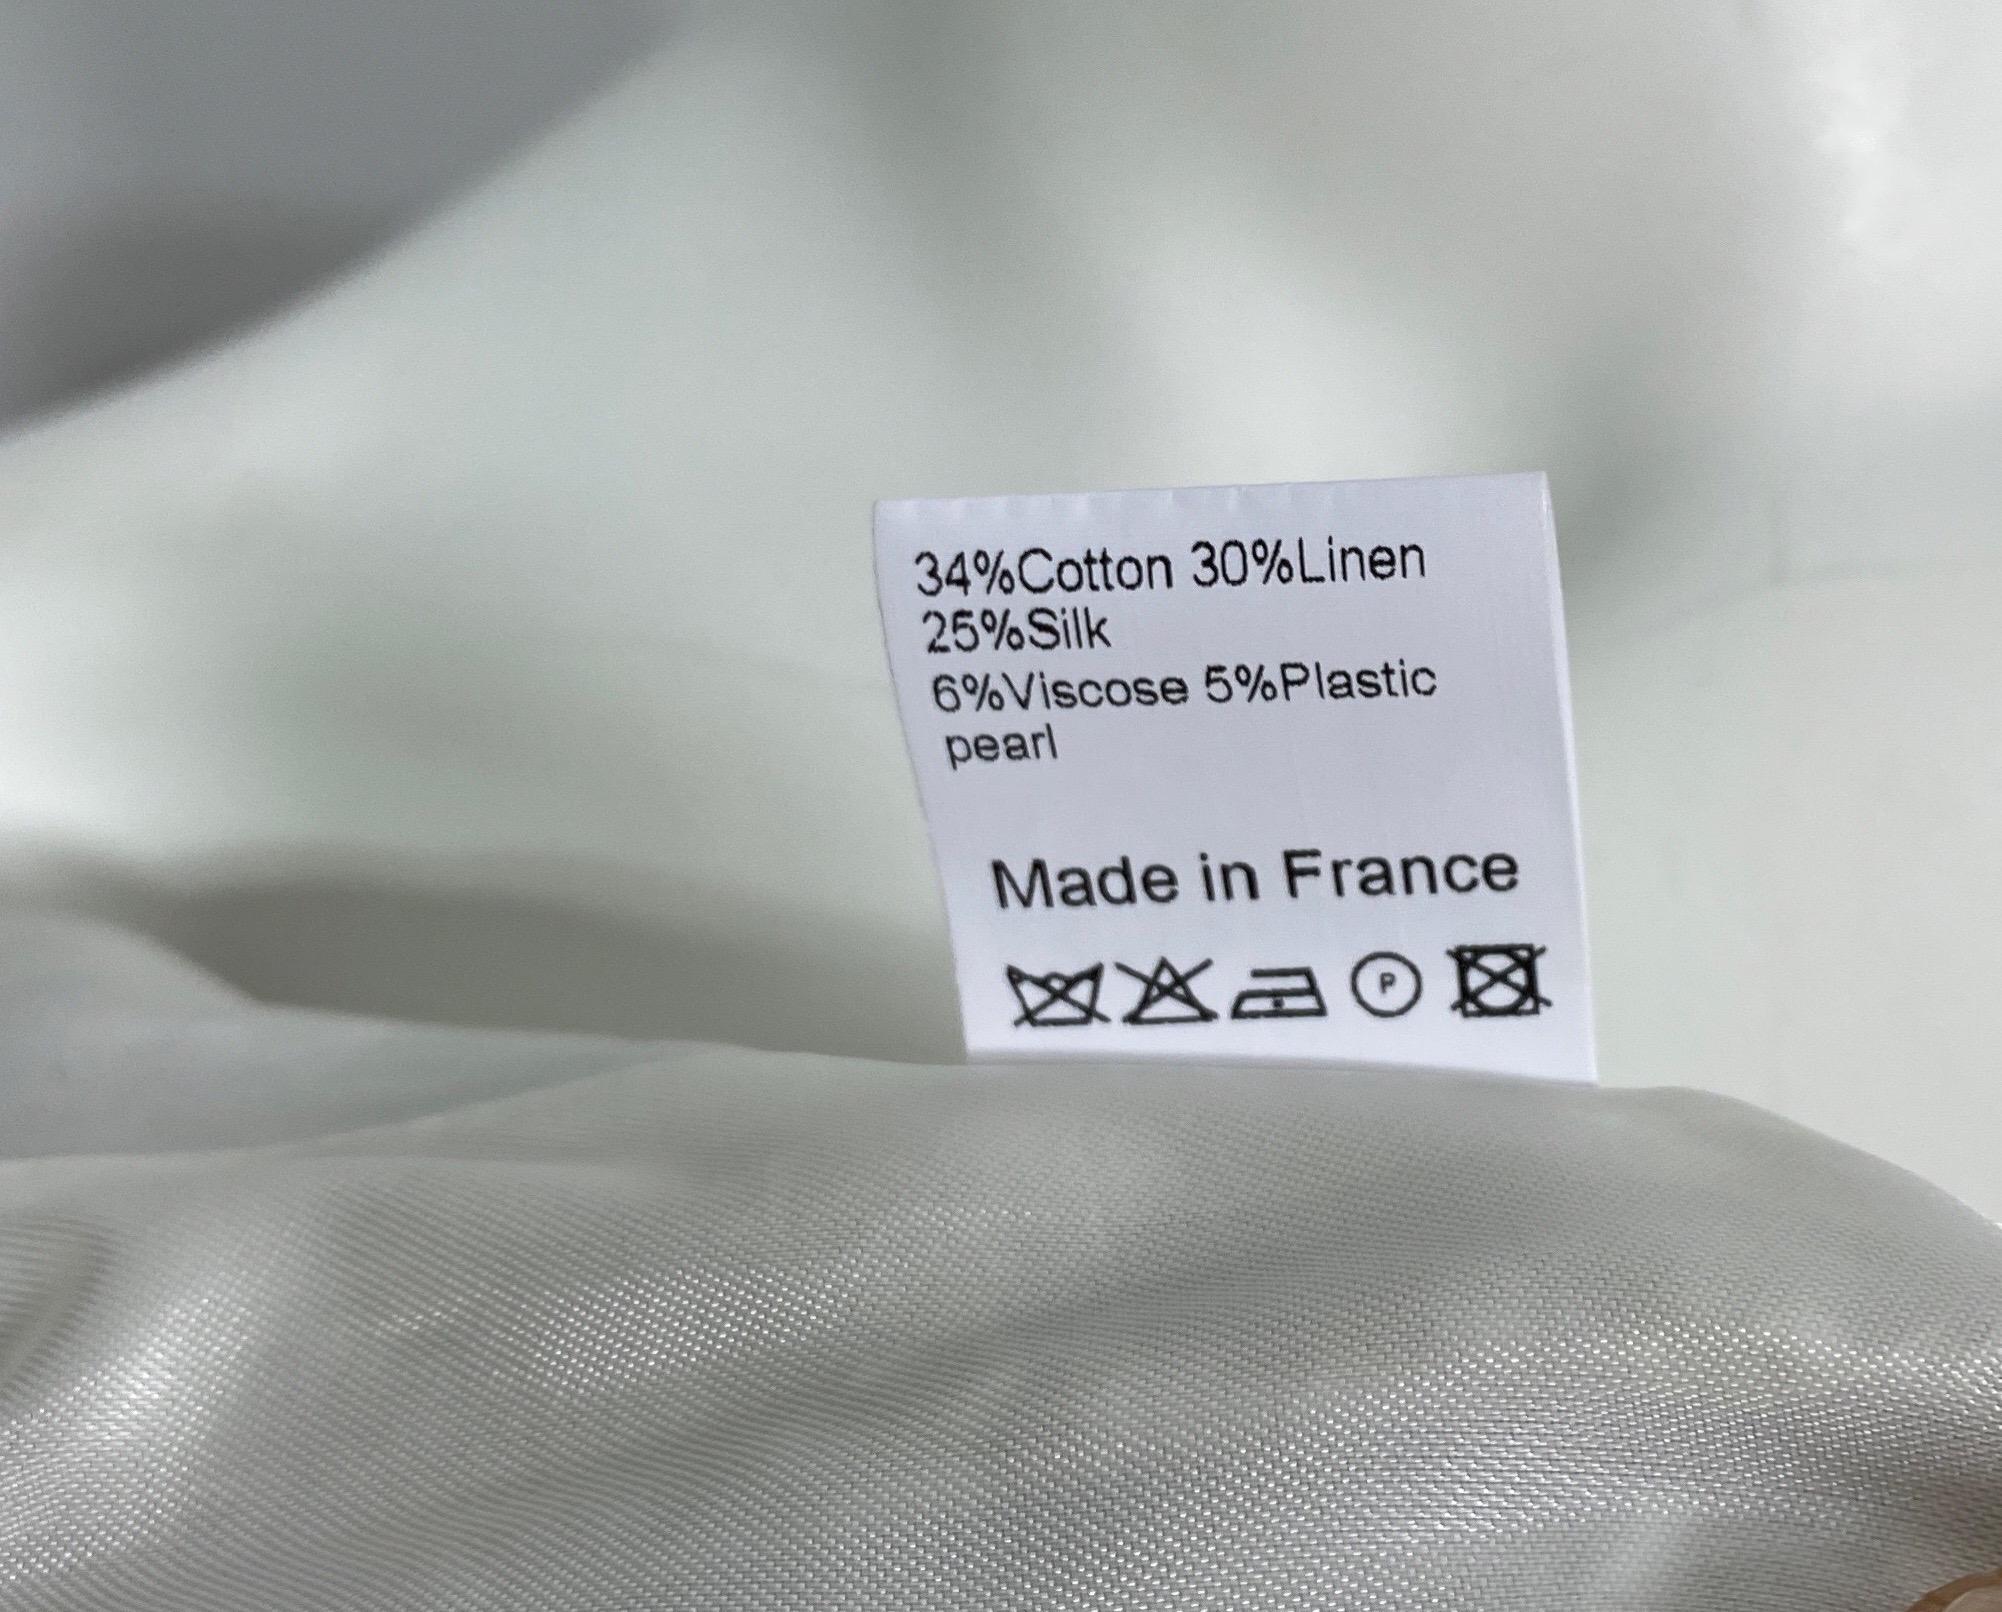 34%Cotton 30%Linen
25%Silk
6%Viscose 5%Plastic
pearl
Made in France
P